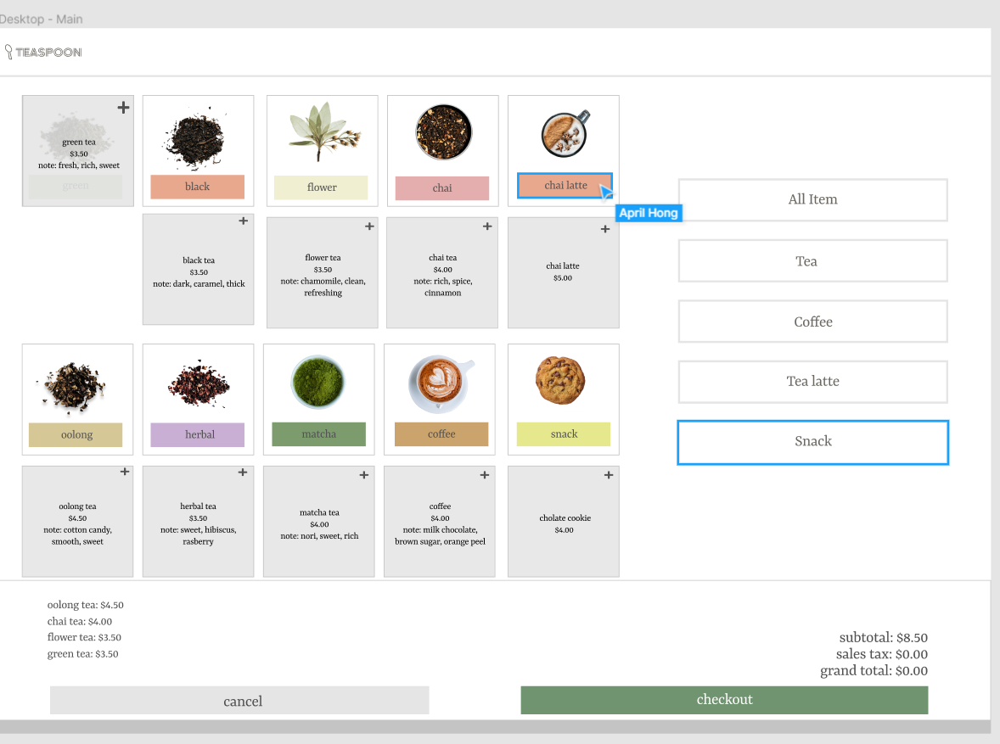 Desktop - Main
TEASPOON
green tea
$3.50
note: fresh, rich, sweet
green
black
flower
chai
chai latte
April Hong
black tea
$3.50
note: dark, caramel, thick
flower tea
$3.50
note: chamomile, clean,
refreshing
chai tea
$4.00
note: rich, spice,
cinnamon
chai latte
$5.00
All Item
Tea
Coffee
Tea latte
Snack
oolong
herbal
matcha
coffee
snack
oolong tea
$4.50
note: cotton candy,
smooth, sweet
herbal tea
$3.50
note: sweet, hibiscus,
rasberry
matcha tea
$4.00
note: nori, sweet, rich
coffee
$4.00
note: milk chocolate,
brown sugar, orange peel
cholate cookie
$4.00
oolong tea: $4.50
chai tea: $4.00
flower tea: $3.50
green tea: $3.50
subtotal: $8.50
sales tax: $0.00
grand total: $0.00
cancel
checkout